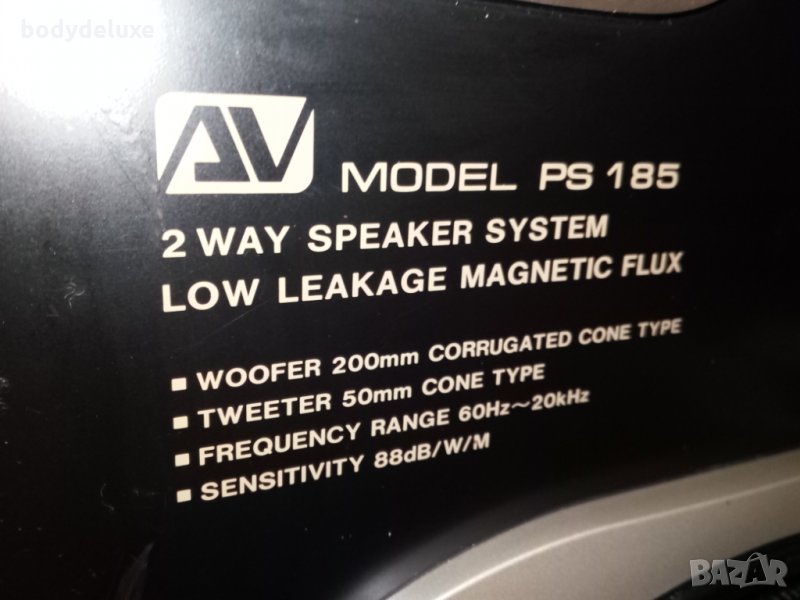 bodydeluxe
AV MODEL PS 185
2 WAY SPEAKER SYSTEM
LOW LEAKAGE MAGNETIC FLUX
■ WOOFER 200mm CORRUGATED CONE TYPE
■ TWEETER 50mm CONE TYPE
■ FREQUENCY RANGE 60Hz~20kHz
■ SENSITIVITY 88dB/W/M
BAZAR